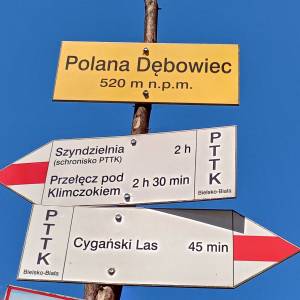 Polana Dębowiec
520 m n.p.m.
Szyndzielnia 2 h
(schronisko PTTK)
Przełęcz pod
Klimczokiem 2 h 30 min
PTTK
Bielsko-Biała
PTTK
Bielsko-Biała
Cygański Las 45 min